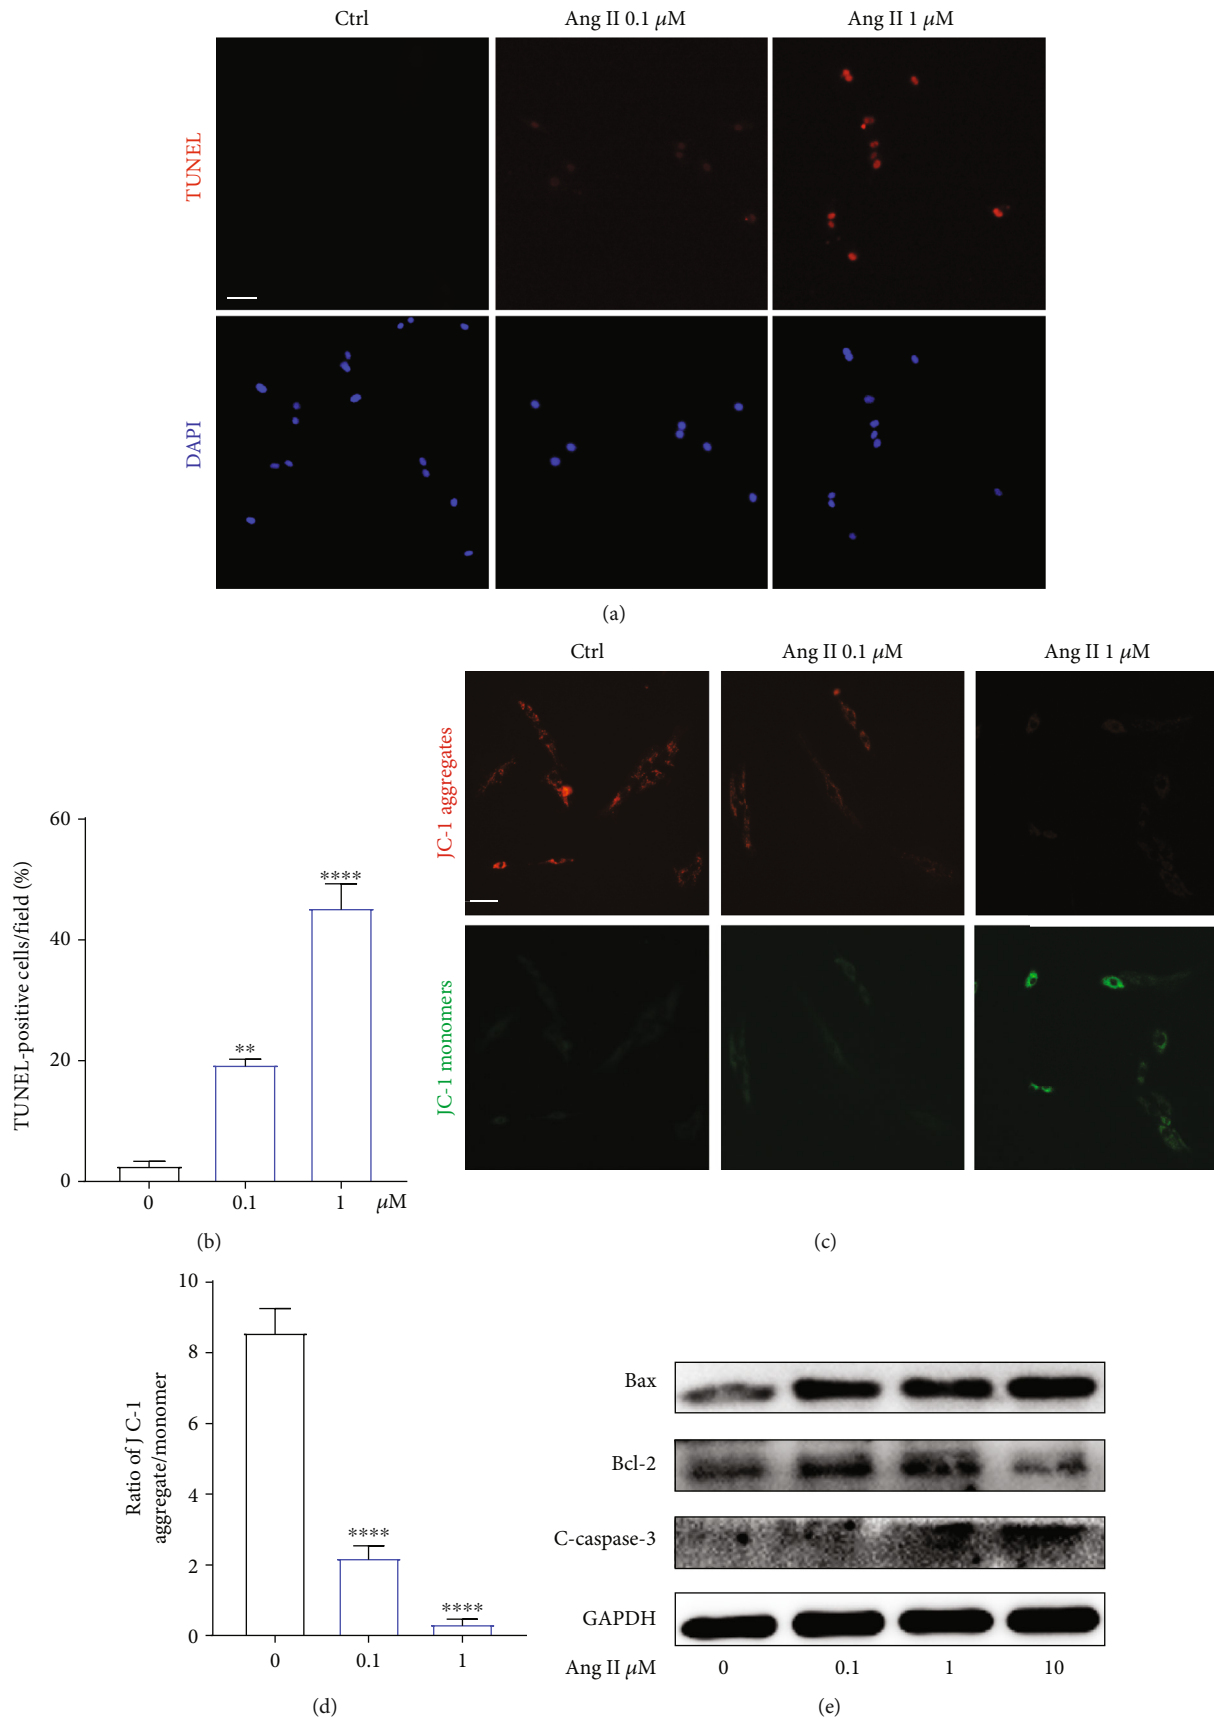 Ctrl Ang II 0.1 μM Ang II 1 μM
TUNEL
DAPI
(a)
Ctrl Ang II 0.1 μM Ang II 1 μM
JC-1 aggregates
JC-1 monomers
(c)
TUNEL-positive cells/field (%)
60
40
20
0
**
****
0 0.1 1 μM
(b)
Ratio of J C-1
aggregate/monomer
10
8
6
4
2
0
****
****
0 0.1 1
(d)
Bax
Bcl-2
C-caspase-3
GAPDH
Ang II μM 0 0.1 1 10
(e)